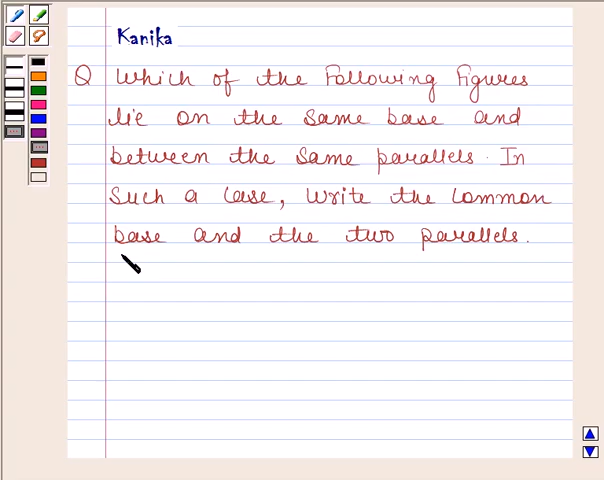 Kanika
Q Which of the Following Figures
lie on the same base and
between the same parallels. In
Such a case, write the common
base and the two parallels.